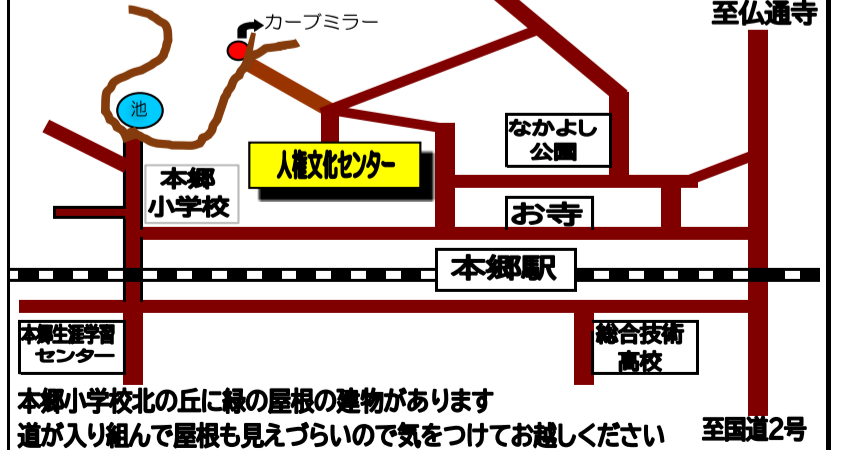 至仏通寺
カーブミラー
池
なかよし
公園
人権文化センター
本郷
小学校
お寺
本郷駅
本郷生涯学習
センター
総合技術
高校
本郷小学校北の丘に緑の屋根の建物があります
道が入り組んで屋根も見えづらいので気をつけてお越しください
至国道2号